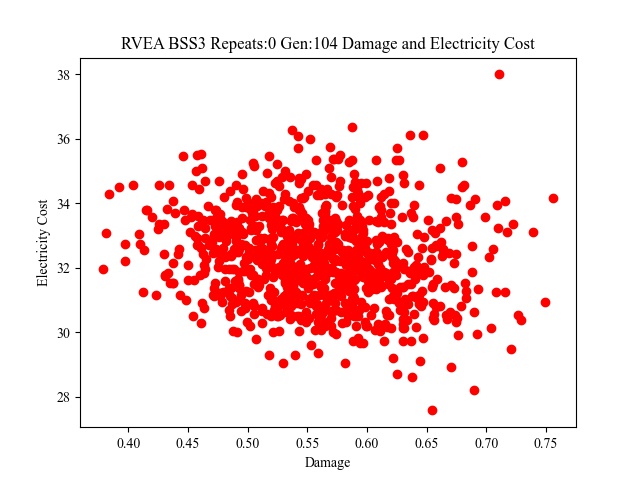 RVEA BSS3 Repeats:0 Gen:104 Damage and Electricity Cost
38
36
34
32
30
28
Electricity Cost
0.40 0.45 0.50 0.55 0.60 0.65 0.70 0.75
Damage